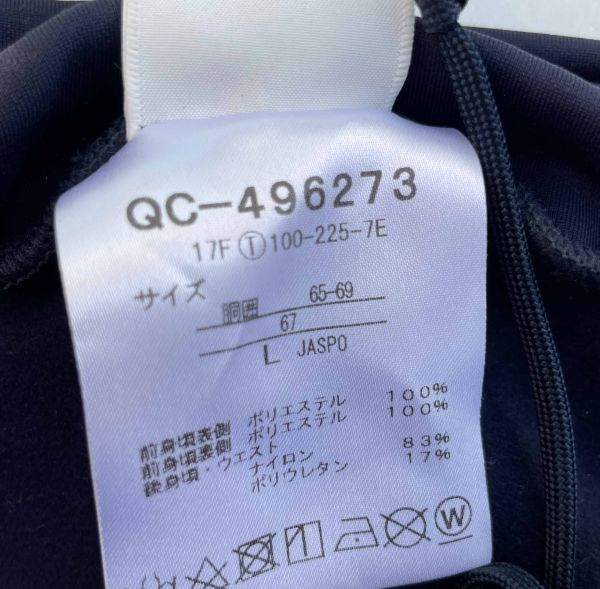 QC-496273
17F Ⓣ100-225-7E
サイズ
胴囲 65-69
67
L JASPO
前身頃表側 ポリエステル 100%
前身頃裏側 ポリエステル 100%
後身頃・ウエスト ナイロン 83%
ポリウレタン 17%
W